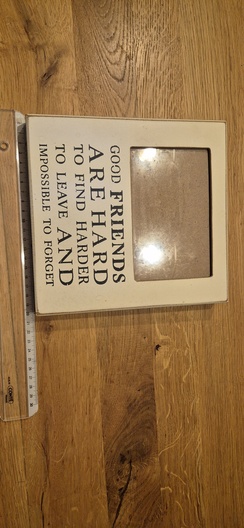 GOOD FRIENDS
ARE HARD
TO FIND HARDER
TO LEAVE AND
IMPOSSIBLE TO FORGET